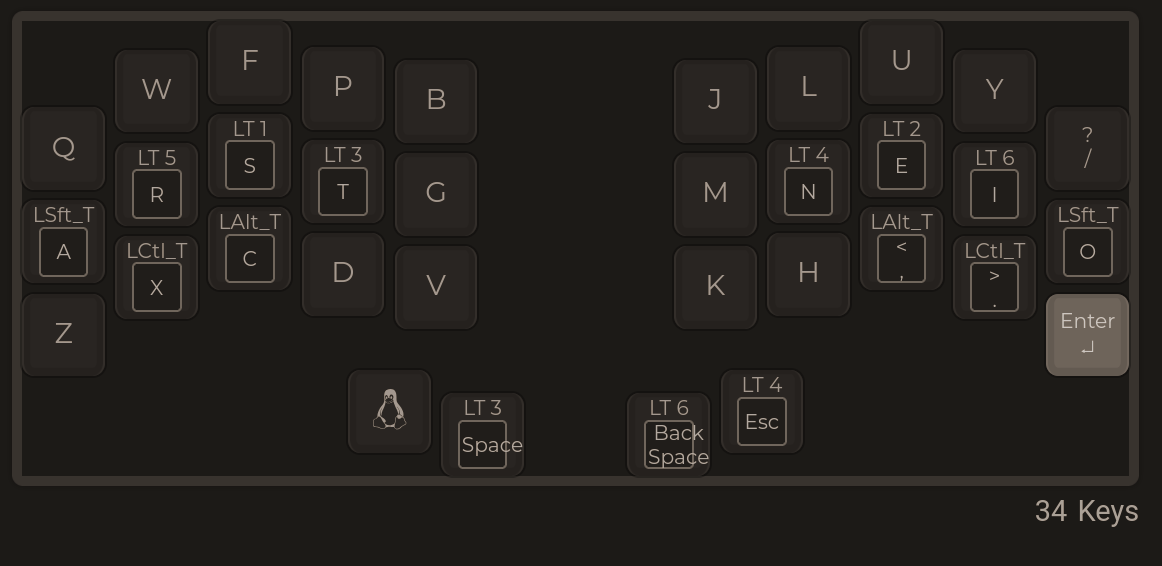 Q
W
F
P
B
J
L
U
Y
?
/
LSft_T
A
LT 5
R
LT 1
S
LT 3
T
G
M
LT 4
N
LT 2
E
LT 6
I
LSft_T
O
Z
LCtl_T
X
LAlt_T
C
D
V
K
H
LAlt_T
<
,
LCtl_T
>
.
Enter
↵
LT 3
Space
LT 6
Back
Space
LT 4
Esc
34 Keys